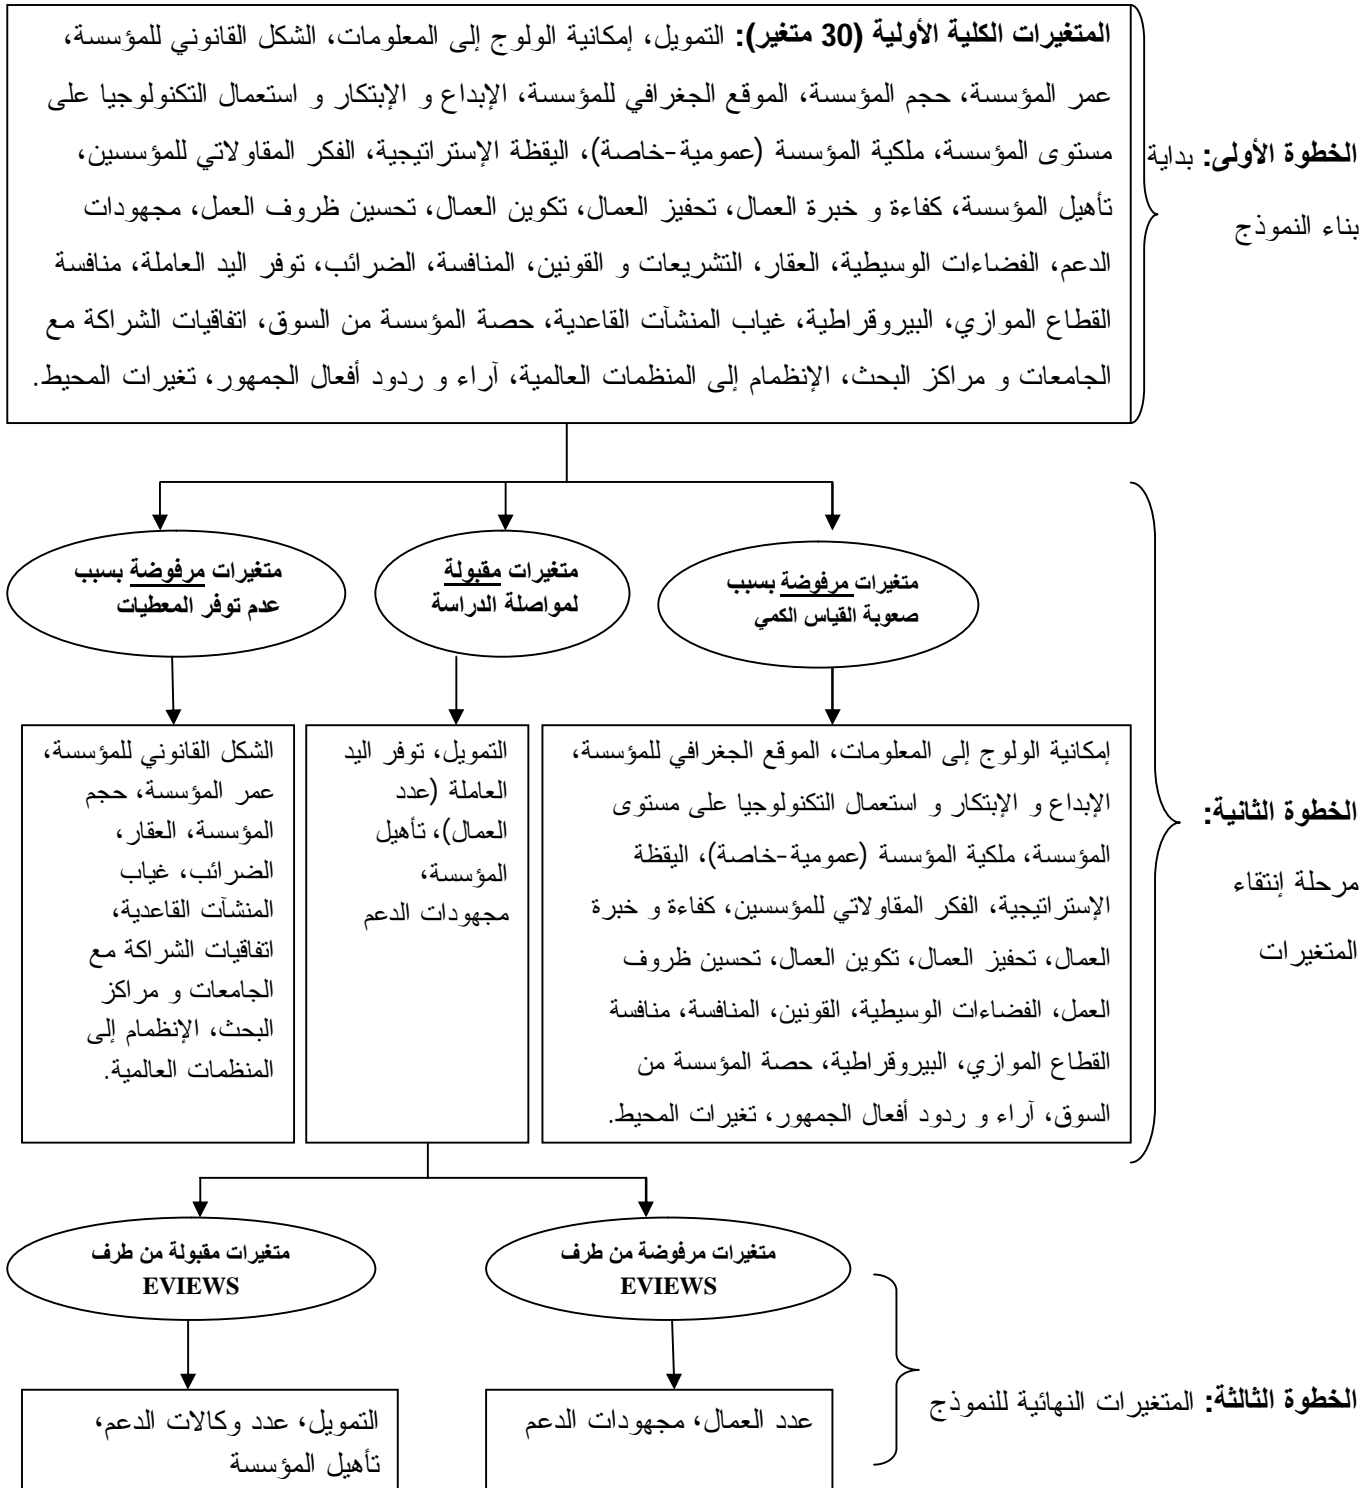 المتغيرات الكلية الأولية (30 متغير): التمويل، إمكانية الولوج إلى المعلومات، الشكل القانوني للمؤسسة،
عمر المؤسسة، حجم المؤسسة، الموقع الجغرافي للمؤسسة، الإبداع و الإبتكار و استعمال التكنولوجيا على
مستوى المؤسسة، ملكية المؤسسة (عمومية-خاصة)، اليقظة الإستراتيجية، الفكر المقاولاتي للمؤسسين،
تأهيل المؤسسة، كفاءة و خبرة العمال، تحفيز العمال، تكوين العمال، تحسين ظروف العمل، مجهودات
الدعم، الفضاءات الوسيطية، العقار، التشريعات و القونين، المنافسة، الضرائب، توفر اليد العاملة، منافسة
القطاع الموازي، البيروقراطية، غياب المنشآت القاعدية، حصة المؤسسة من السوق، اتفاقيات الشراكة مع
الجامعات و مراكز البحث، الإنظمام إلى المنظمات العالمية، آراء و ردود أفعال الجمهور، تغيرات المحيط.
الخطوة الأولى: بداية
بناء النموذج
متغيرات مرفوضة بسبب
صعوبة القياس الكمي
متغيرات مقبولة
لمواصلة الدراسة
متغيرات مرفوضة بسبب
عدم توفر المعطيات
إمكانية الولوج إلى المعلومات، الموقع الجغرافي للمؤسسة،
الإبداع و الإبتكار و استعمال التكنولوجيا على مستوى
المؤسسة، ملكية المؤسسة (عمومية-خاصة)، اليقظة
الإستراتيجية، الفكر المقاولاتي للمؤسسين، كفاءة و خبرة
العمال، تحفيز العمال، تكوين العمال، تحسين ظروف
العمل، الفضاءات الوسيطية، القونين، المنافسة، منافسة
القطاع الموازي، البيروقراطية، حصة المؤسسة من
السوق، آراء و ردود أفعال الجمهور، تغيرات المحيط.
التمويل، توفر اليد
العاملة (عدد
العمال)، تأهيل
المؤسسة،
مجهودات الدعم
الشكل القانوني للمؤسسة،
عمر المؤسسة، حجم
المؤسسة، العقار،
الضرائب، غياب
المنشآت القاعدية،
اتفاقيات الشراكة مع
الجامعات و مراكز
البحث، الإنظمام إلى
المنظمات العالمية.
الخطوة الثانية:
مرحلة إنتقاء
المتغيرات
متغيرات مرفوضة من طرف
EVIEWS
متغيرات مقبولة من طرف
EVIEWS
عدد العمال، مجهودات الدعم
التمويل، عدد وكالات الدعم،
تأهيل المؤسسة
الخطوة الثالثة: المتغيرات النهائية للنموذج